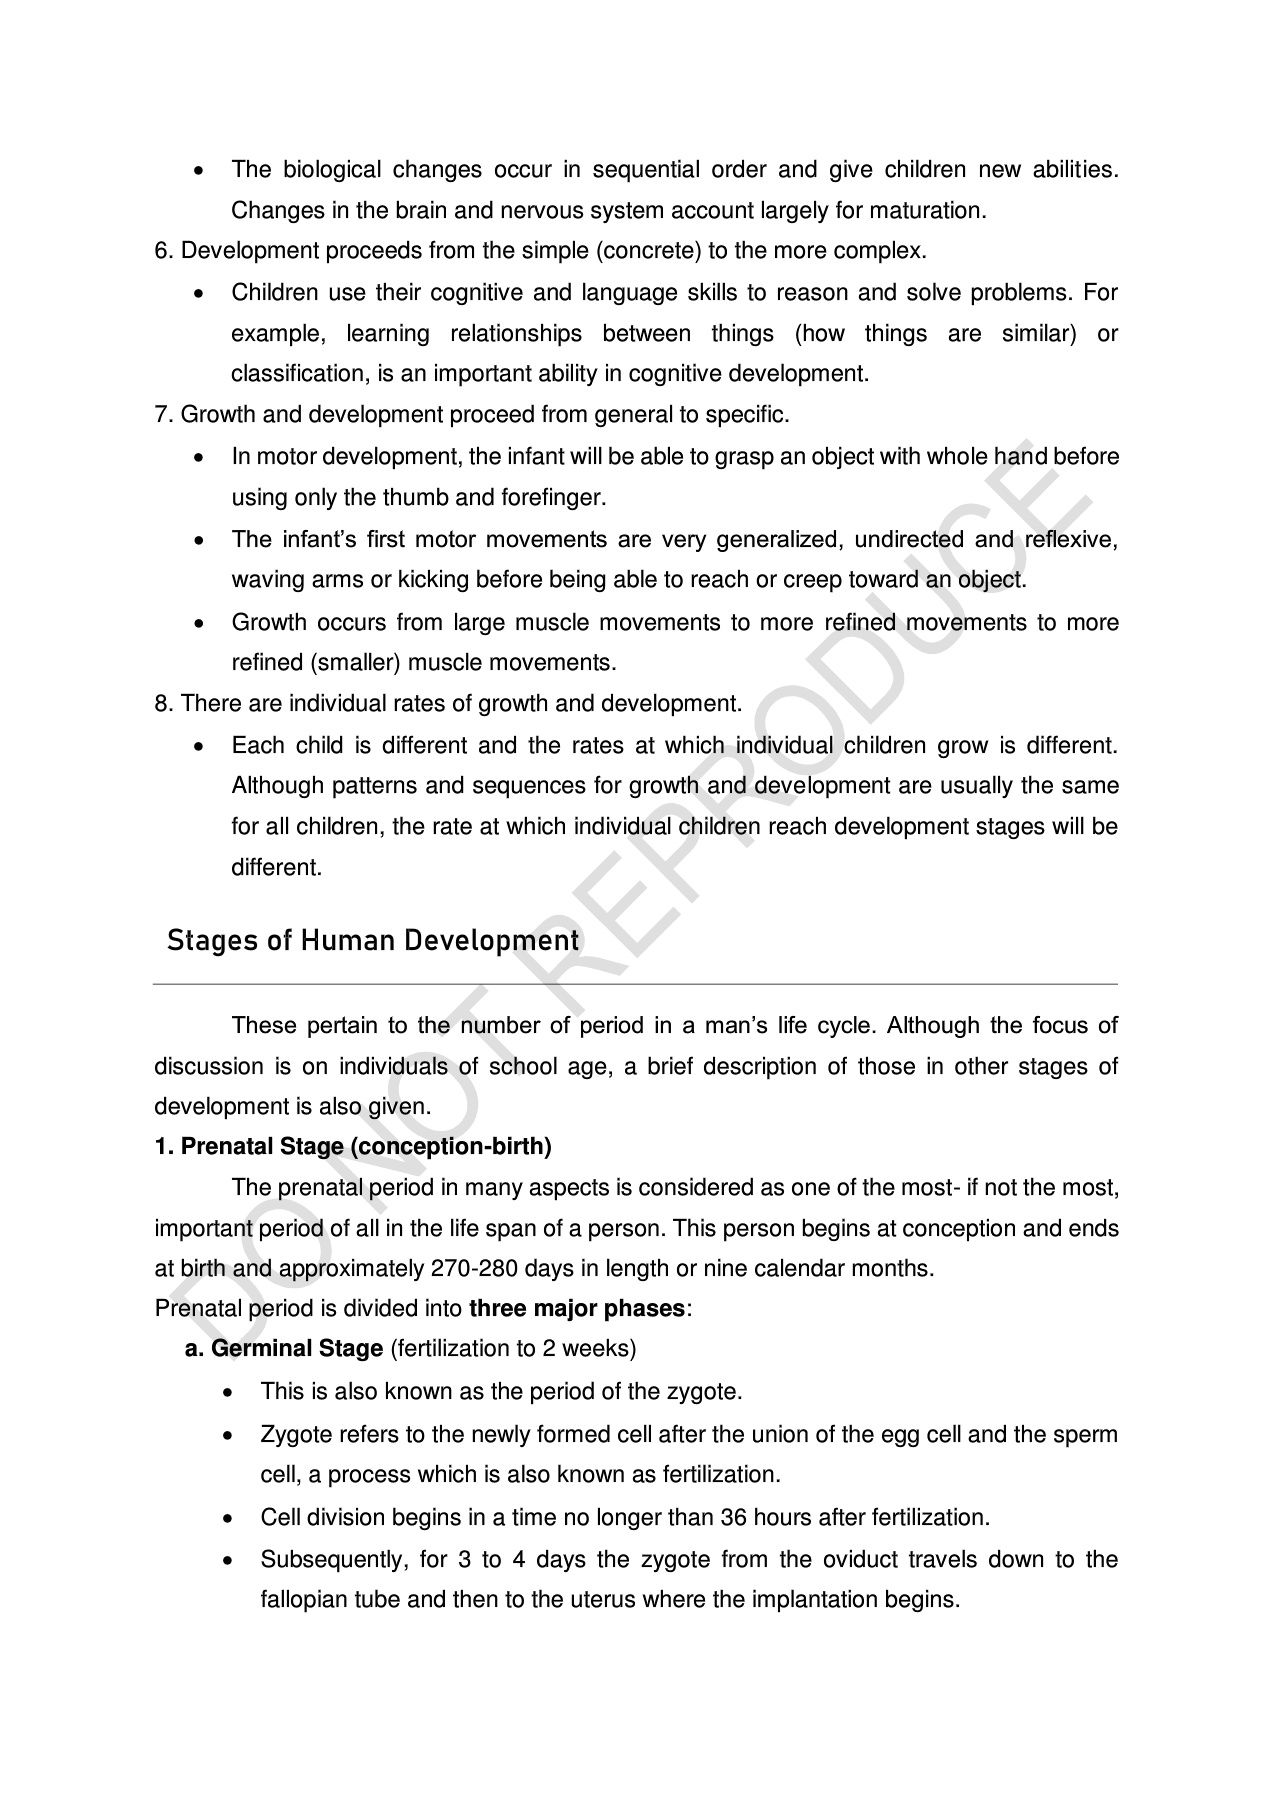 • The biological changes occur in sequential order and give children new abilities.
Changes in the brain and nervous system account largely for maturation.
6. Development proceeds from the simple (concrete) to the more complex.
• Children use their cognitive and language skills to reason and solve problems. For
example, learning relationships between things (how things are similar) or
classification, is an important ability in cognitive development.
7. Growth and development proceed from general to specific.
• In motor development, the infant will be able to grasp an object with whole hand before
using only the thumb and forefinger.
• The infant’s first motor movements are very generalized, undirected and reflexive,
waving arms or kicking before being able to reach or creep toward an object.
• Growth occurs from large muscle movements to more refined movements to more
refined (smaller) muscle movements.
8. There are individual rates of growth and development.
• Each child is different and the rates at which individual children grow is different.
Although patterns and sequences for growth and development are usually the same
for all children, the rate at which individual children reach development stages will be
different.
Stages of Human Development
These pertain to the number of period in a man’s life cycle. Although the focus of
discussion is on individuals of school age, a brief description of those in other stages of
development is also given.
1. Prenatal Stage (conception-birth)
The prenatal period in many aspects is considered as one of the most- if not the most,
important period of all in the life span of a person. This person begins at conception and ends
at birth and approximately 270-280 days in length or nine calendar months.
Prenatal period is divided into three major phases:
a. Germinal Stage (fertilization to 2 weeks)
• This is also known as the period of the zygote.
• Zygote refers to the newly formed cell after the union of the egg cell and the sperm
cell, a process which is also known as fertilization.
• Cell division begins in a time no longer than 36 hours after fertilization.
• Subsequently, for 3 to 4 days the zygote from the oviduct travels down to the
fallopian tube and then to the uterus where the implantation begins.
DO NOT REPRODUCE